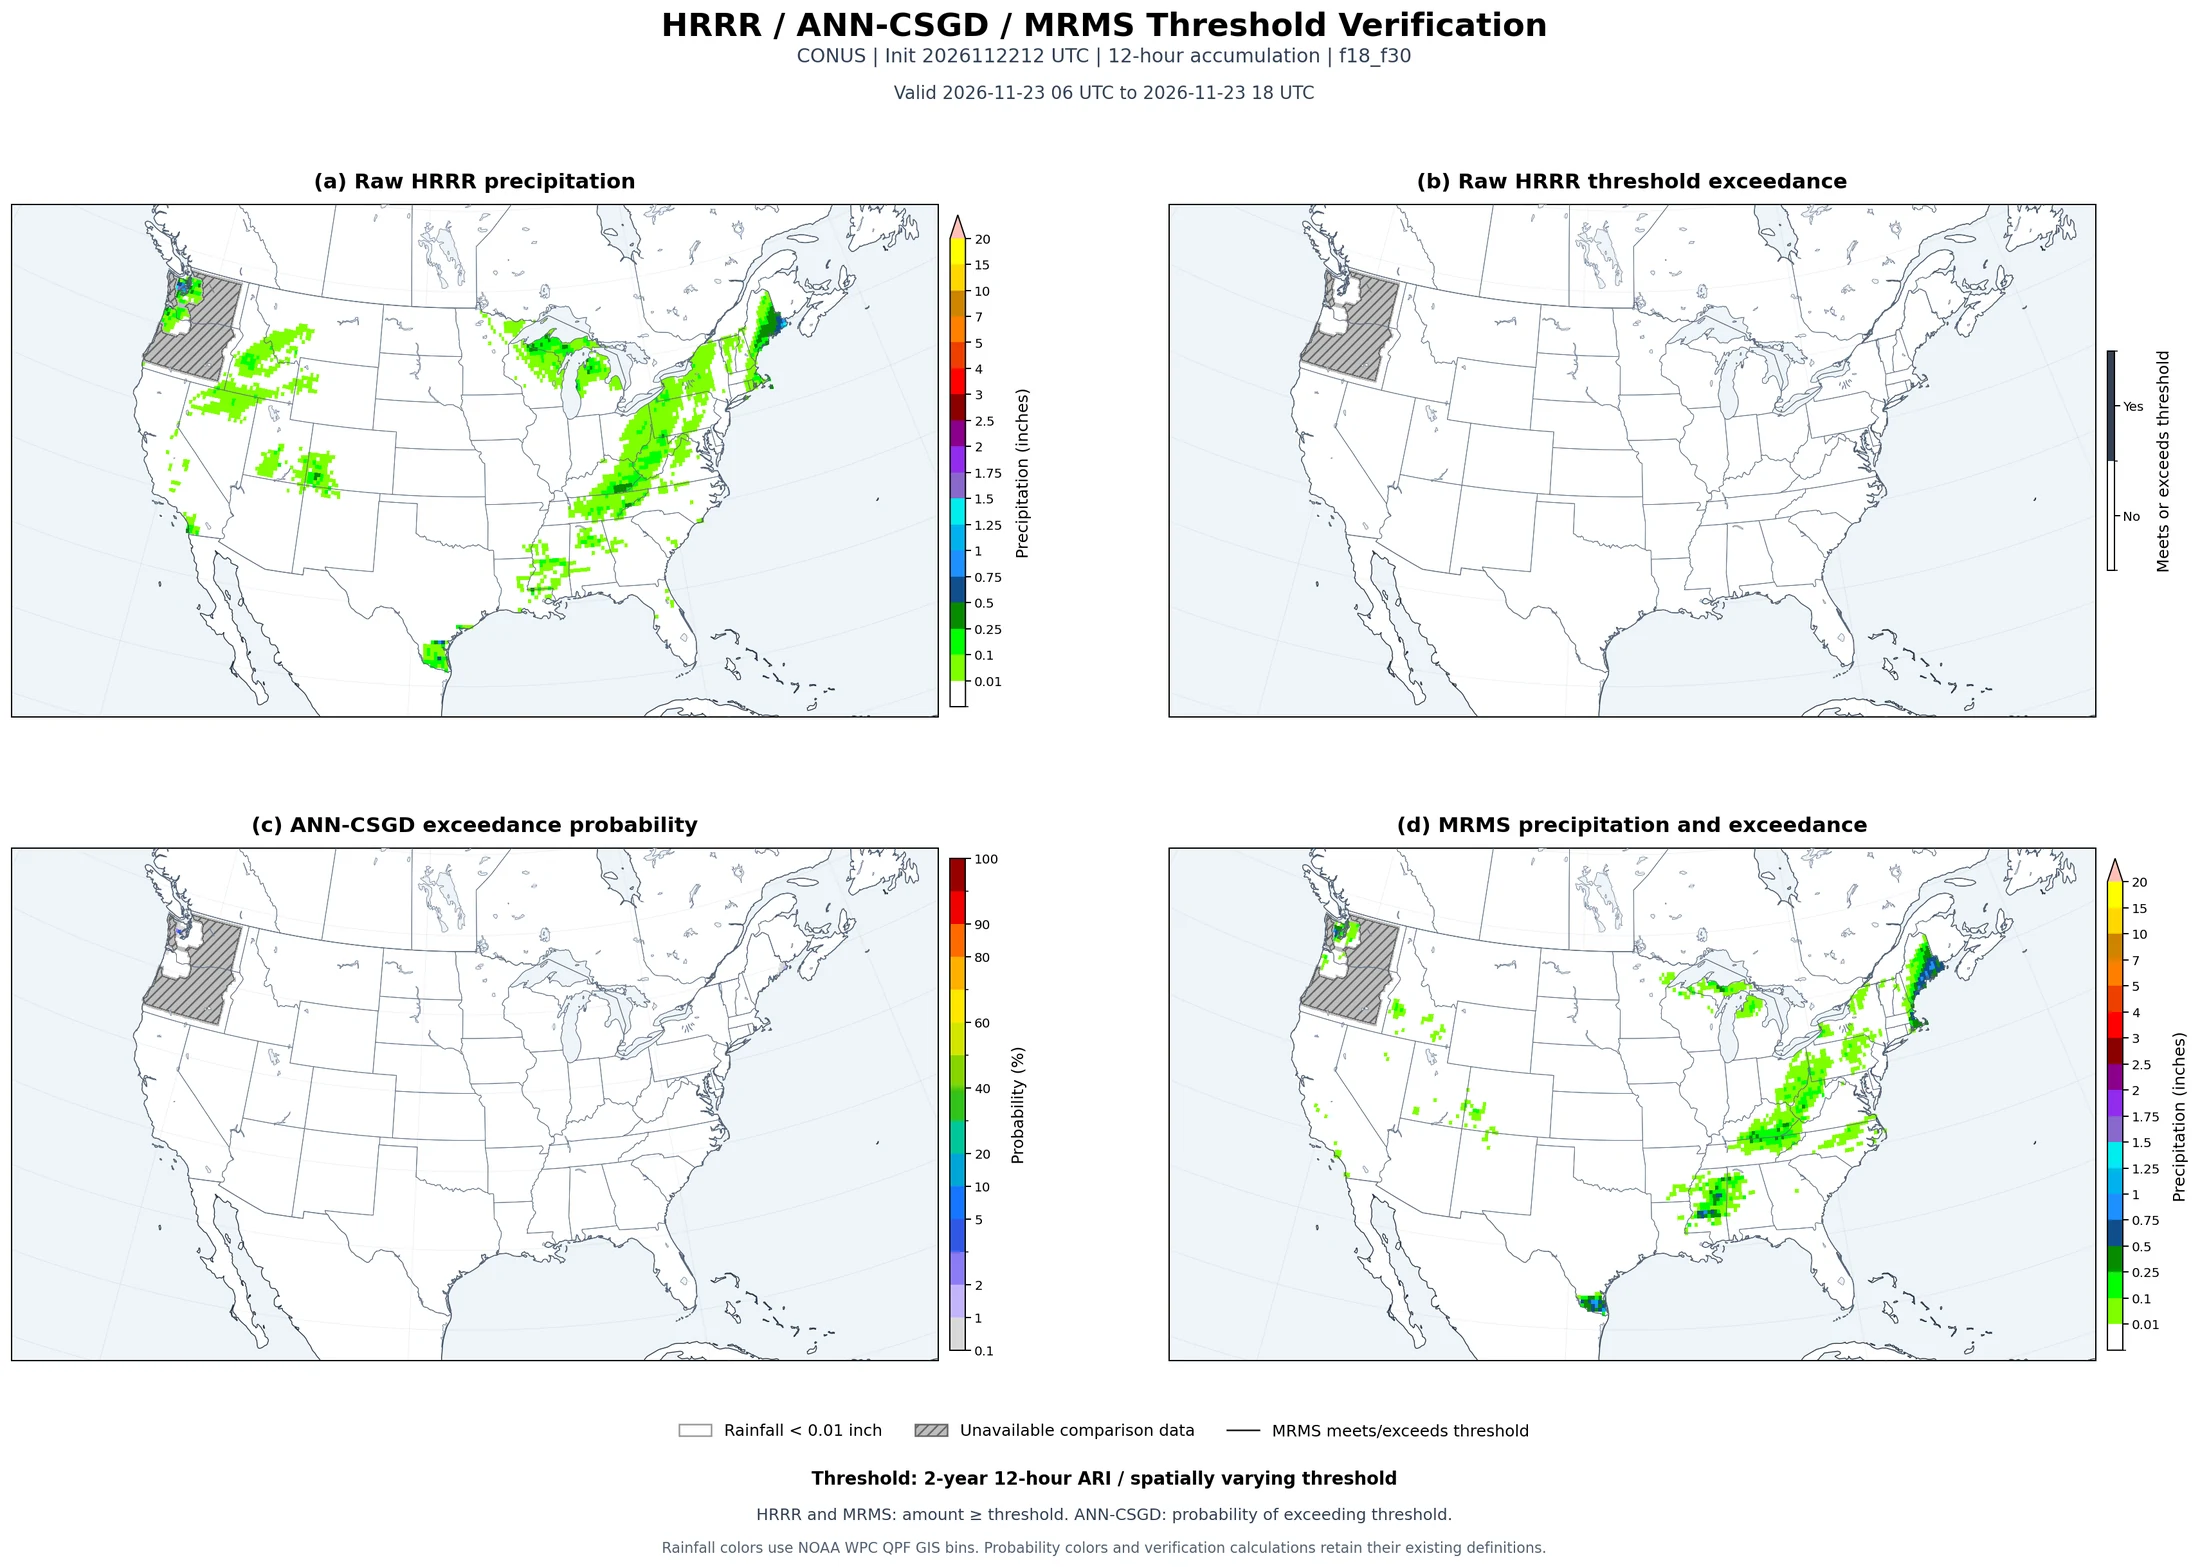 HRRR / ANN-CSGD / MRMS Threshold Verification
CONUS | Init 2026112212 UTC | 12-hour accumulation | f18_f30
Valid 2026-11-23 06 UTC to 2026-11-23 18 UTC
(a) Raw HRRR precipitation
20
15
10
7
5
4
3
2.5
2
1.75
1.5
1.25
1
0.75
0.5
0.25
0.1
0.01
Precipitation (inches)
(b) Raw HRRR threshold exceedance
Yes
No
Meets or exceeds threshold
(c) ANN-CSGD exceedance probability
100
90
80
60
40
20
10
5
2
1
0.1
Probability (%)
(d) MRMS precipitation and exceedance
20
15
10
7
5
4
3
2.5
2
1.75
1.5
1.25
1
0.75
0.5
0.25
0.1
0.01
Precipitation (inches)
Rainfall < 0.01 inch
Unavailable comparison data
MRMS meets/exceeds threshold
Threshold: 2-year 12-hour ARI / spatially varying threshold
HRRR and MRMS: amount ≥ threshold. ANN-CSGD: probability of exceeding threshold.
Rainfall colors use NOAA WPC QPF GIS bins. Probability colors and verification calculations retain their existing definitions.